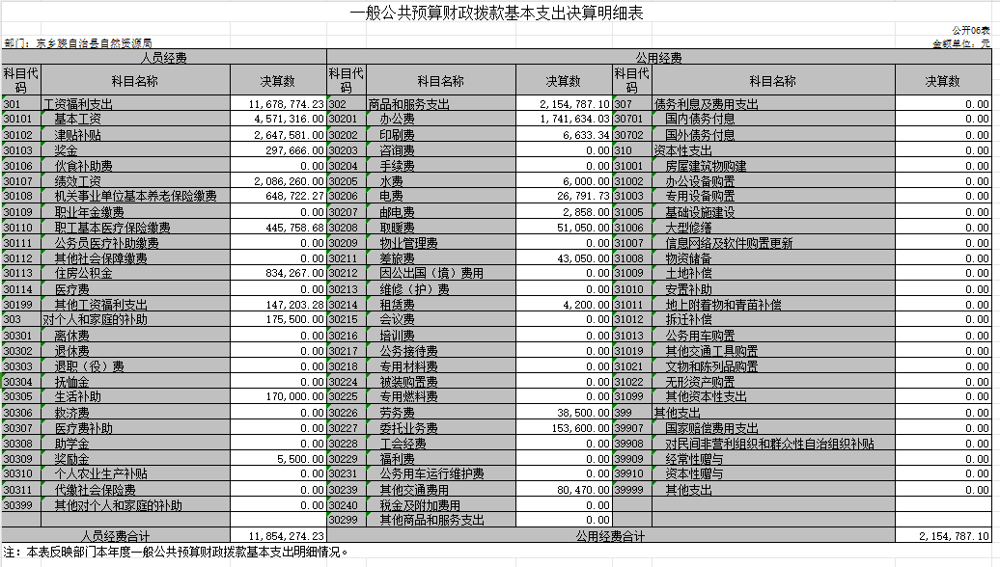 一般公共预算财政拨款基本支出决算明细表
公开06表
部门：东乡族自治县自然资源局 金额单位：元
人员经费 公用经费
科目代码 科目名称 决算数 科目代码 科目名称 决算数 科目代码 科目名称 决算数
301 工资福利支出 11,678,774.23 302 商品和服务支出 2,154,787.10 307 债务利息及费用支出 0.00
30101 基本工资 4,571,316.00 30201 办公费 1,741,634.03 30701 国内债务付息 0.00
30102 津贴补贴 2,647,581.00 30202 印刷费 6,633.34 30702 国外债务付息 0.00
30103 奖金 297,666.00 30203 咨询费 0.00 310 资本性支出 0.00
30106 伙食补助费 0.00 30204 手续费 0.00 31001 房屋建筑物购建 0.00
30107 绩效工资 2,086,260.00 30205 水费 6,000.00 31002 办公设备购置 0.00
30108 机关事业单位基本养老保险缴费 648,722.27 30206 电费 26,791.73 31003 专用设备购置 0.00
30109 职业年金缴费 0.00 30207 邮电费 2,858.00 31005 基础设施建设 0.00
30110 职工基本医疗保险缴费 445,758.68 30208 取暖费 51,050.00 31006 大型修缮 0.00
30111 公务员医疗补助缴费 0.00 30209 物业管理费 0.00 31007 信息网络及软件购置更新 0.00
30112 其他社会保障缴费 0.00 30211 差旅费 43,050.00 31008 物资储备 0.00
30113 住房公积金 834,267.00 30212 因公出国（境）费用 0.00 31009 土地补偿 0.00
30114 医疗费 0.00 30213 维修（护）费 0.00 31010 安置补助 0.00
30199 其他工资福利支出 147,203.28 30214 租赁费 4,200.00 31011 地上附着物和青苗补偿 0.00
303 对个人和家庭的补助 175,500.00 30215 会议费 0.00 31012 拆迁补偿 0.00
30301 离休费 0.00 30216 培训费 0.00 31013 公务用车购置 0.00
30302 退休费 0.00 30217 公务接待费 0.00 31019 其他交通工具购置 0.00
30303 退职（役）费 0.00 30218 专用材料费 0.00 31021 文物和陈列品购置 0.00
30304 抚恤金 0.00 30224 被装购置费 0.00 31022 无形资产购置 0.00
30305 生活补助 170,000.00 30225 专用燃料费 0.00 31099 其他资本性支出 0.00
30306 救济费 0.00 30226 劳务费 38,500.00 399 其他支出 0.00
30307 医疗费补助 0.00 30227 委托业务费 153,600.00 39907 国家赔偿费用支出 0.00
30308 助学金 0.00 30228 工会经费 0.00 39908 对民间非营利组织和群众性自治组织补贴 0.00
30309 奖励金 5,500.00 30229 福利费 0.00 39909 经常性赠与 0.00
30310 个人农业生产补贴 0.00 30231 公务用车运行维护费 0.00 39910 资本性赠与 0.00
30311 代缴社会保险费 0.00 30239 其他交通费用 80,470.00 39999 其他支出 0.00
30399 其他对个人和家庭的补助 0.00 30240 税金及附加费用 0.00
30299 其他商品和服务支出 0.00
人员经费合计 11,854,274.23 公用经费合计 2,154,787.10
注：本表反映部门本年度一般公共预算财政拨款基本支出明细情况。